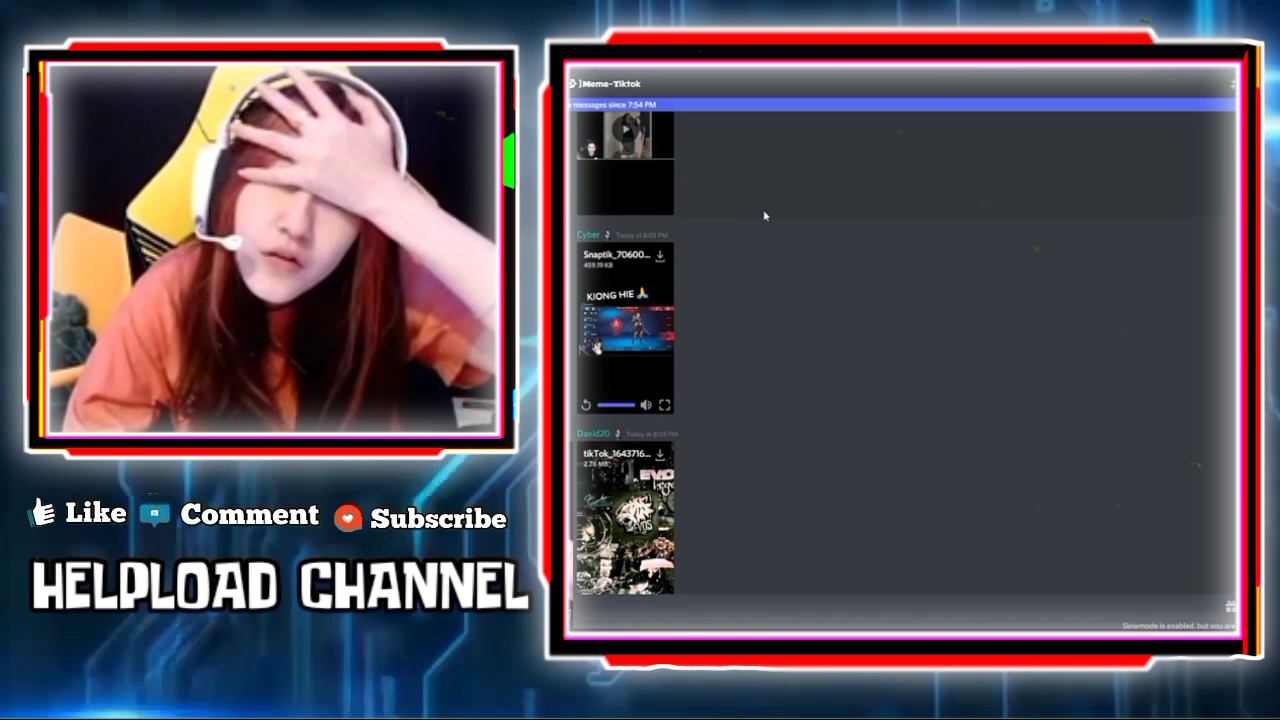 Meme-Tiktok
messages since 7:54 PM
Cyber Today at 8:03 PM
Snaptik_70600...
459.19 KB
KIONG HIE 🙏
David20 Today at 8:03 PM
tikTok_1643716...
2.78 MB
EVOS
Slowmode is enabled, but you are
Like Comment Subscribe
HELPLOAD CHANNEL